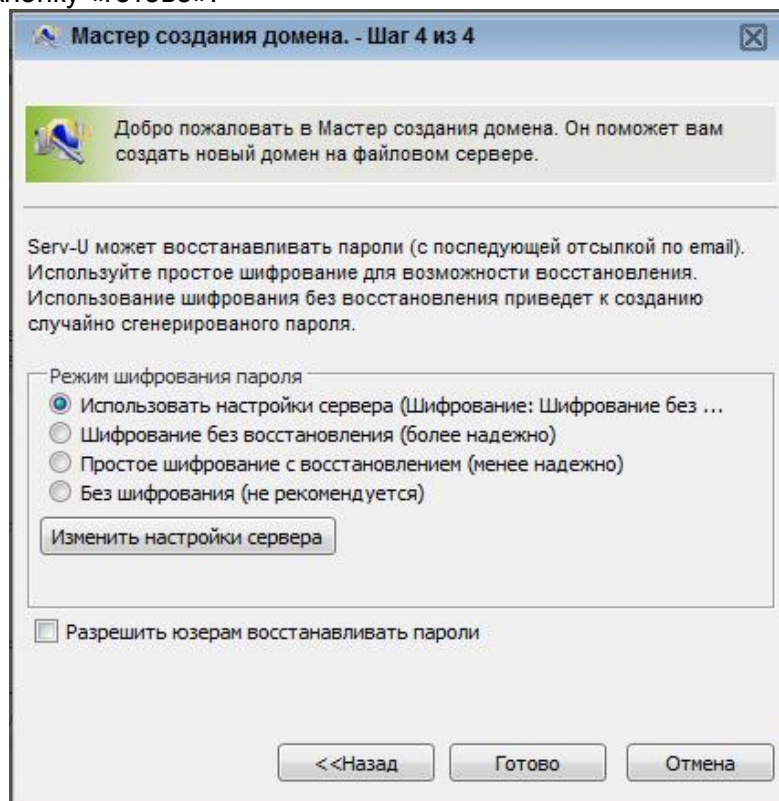 кнопку «готово».
Мастер создания домена. - Шаг 4 из 4
Добро пожаловать в Мастер создания домена. Он поможет вам
создать новый домен на файловом сервере.
Serv-U может восстанавливать пароли (с последующей отсылкой по email).
Используйте простое шифрование для возможности восстановления.
Использование шифрования без восстановления приведет к созданию
случайно сгенерированого пароля.
Режим шифрования пароля
Использовать настройки сервера (Шифрование: Шифрование без ...
Шифрование без восстановления (более надежно)
Простое шифрование с восстановлением (менее надежно)
Без шифрования (не рекомендуется)
Изменить настройки сервера
Разрешить юзерам восстанавливать пароли
<<Назад Готово Отмена